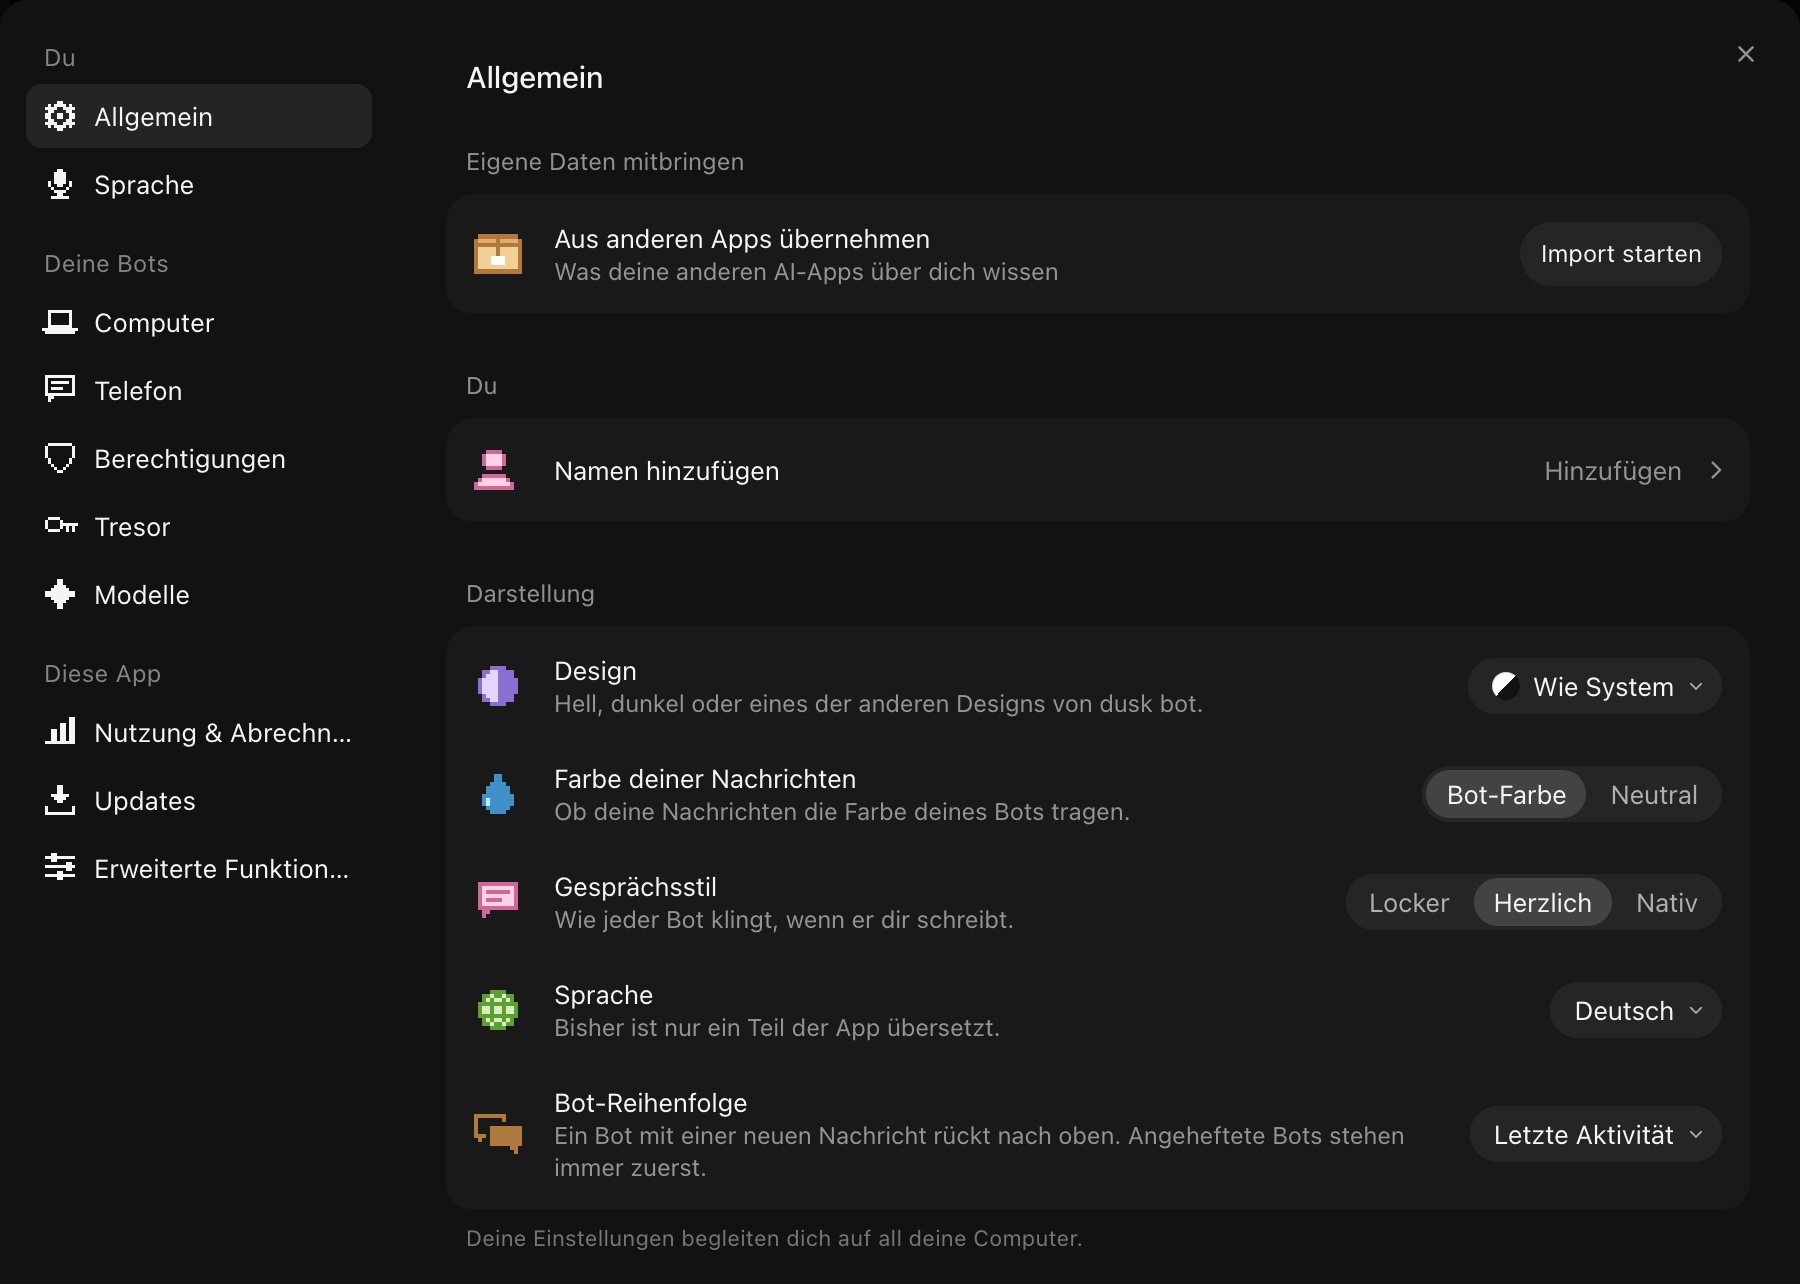 Du
Allgemein
Sprache
Deine Bots
Computer
Telefon
Berechtigungen
Tresor
Modelle
Diese App
Nutzung & Abrechn...
Updates
Erweiterte Funktion...
Allgemein
Eigene Daten mitbringen
Aus anderen Apps übernehmen
Was deine anderen AI-Apps über dich wissen
Import starten
Du
Namen hinzufügen
Hinzufügen
Darstellung
Design
Hell, dunkel oder eines der anderen Designs von dusk bot.
Wie System
Farbe deiner Nachrichten
Ob deine Nachrichten die Farbe deines Bots tragen.
Bot-Farbe Neutral
Gesprächsstil
Wie jeder Bot klingt, wenn er dir schreibt.
Locker Herzlich Nativ
Sprache
Bisher ist nur ein Teil der App übersetzt.
Deutsch
Bot-Reihenfolge
Ein Bot mit einer neuen Nachricht rückt nach oben. Angeheftete Bots stehen
immer zuerst.
Letzte Aktivität
Deine Einstellungen begleiten dich auf all deine Computer.